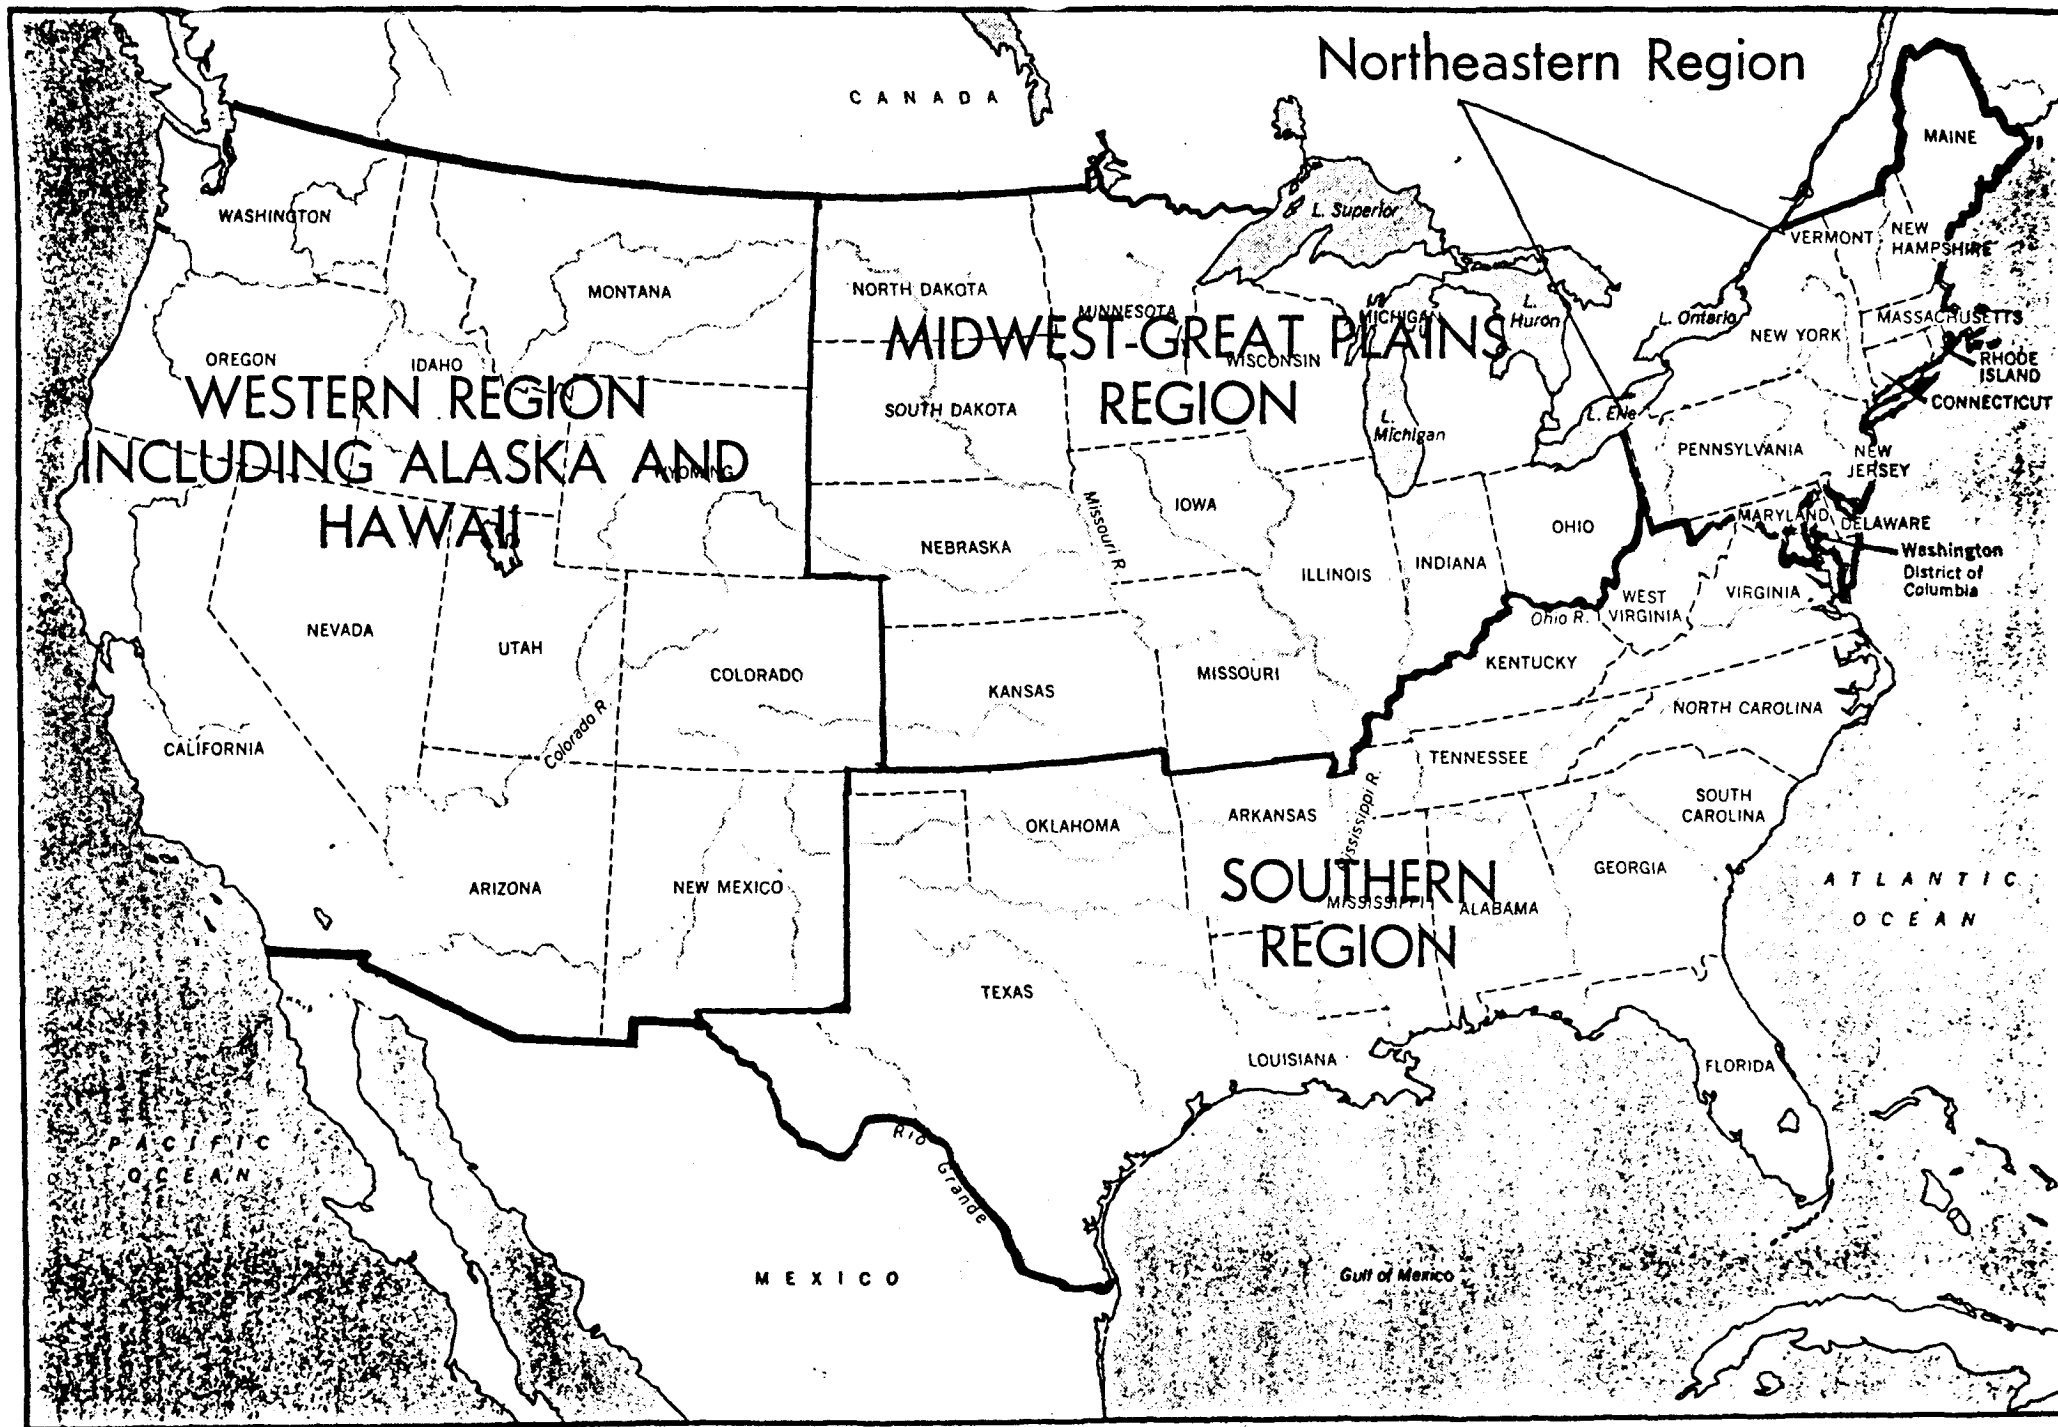 Northeastern Region
CANADA
MAINE
WASHINGTON
L. Superior
VERMONT
NEW
HAMPSHIRE
MONTANA
NORTH DAKOTA
MINNESOTA
MICHIGAN
L.
Huron
L. Ontario
MASSACHUSETTS
NEW YORK
OREGON
IDAHO
MIDWEST-GREAT PLAINS
REGION
WISCONSIN
RHODE
ISLAND
WESTERN REGION
INCLUDING ALASKA AND
HAWAII
SOUTH DAKOTA
L. Erie
CONNECTICUT
L.
Michigan
PENNSYLVANIA
NEW
JERSEY
WYOMING
IOWA
Missouri R.
OHIO
MARYLAND
DELAWARE
NEBRASKA
Washington
District of
Columbia
ILLINOIS
INDIANA
WEST
VIRGINIA
VIRGINIA
Ohio R.
NEVADA
UTAH
COLORADO
KANSAS
MISSOURI
KENTUCKY
NORTH CAROLINA
Colorado R.
CALIFORNIA
TENNESSEE
Mississippi R.
SOUTH
CAROLINA
OKLAHOMA
ARKANSAS
GEORGIA
ARIZONA
NEW MEXICO
SOUTHERN
REGION
MISSISSIPPI
ALABAMA
ATLANTIC
OCEAN
TEXAS
LOUISIANA
FLORIDA
PACIFIC
OCEAN
Rio
Grande
MEXICO
Gulf of Mexico